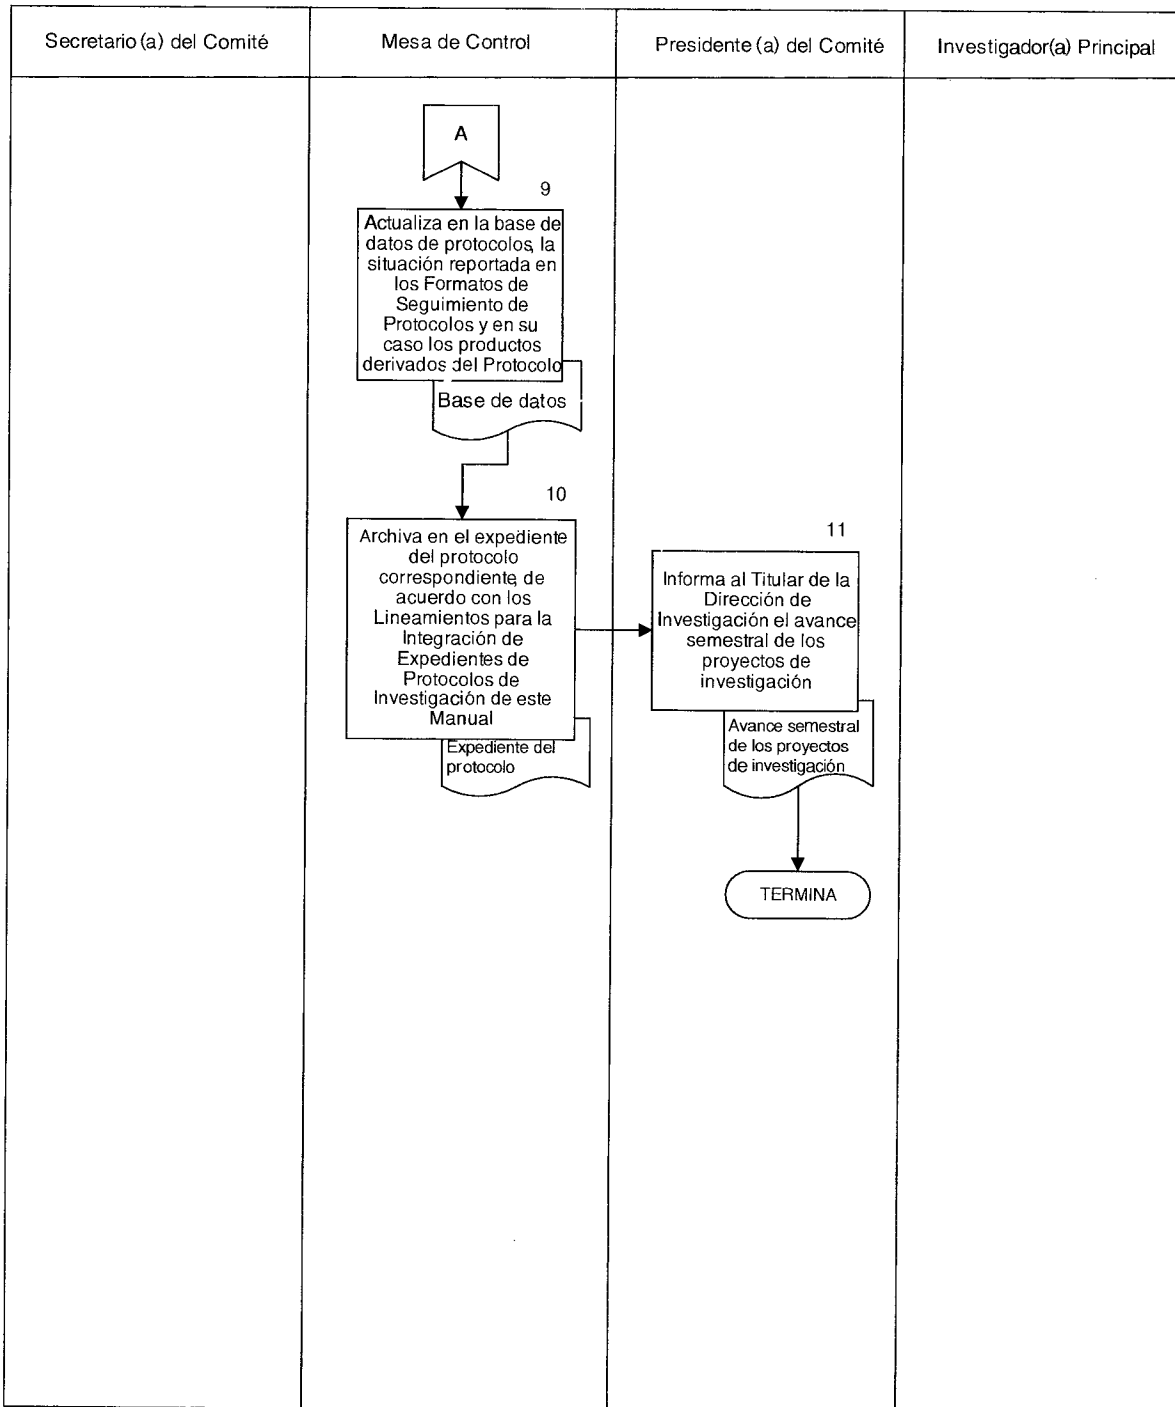 Secretario (a) del Comité
Mesa de Control
Presidente (a) del Comité
Investigador(a) Principal
A
9
Actualiza en la base de
datos de protocolos, la
situación reportada en
los Formatos de
Seguimiento de
Protocolos y en su
caso los productos
derivados del Protocolo
Base de datos
10
Archiva en el expediente
del protocolo
correspondiente, de
acuerdo con los
Lineamientos para la
Integración de
Expedientes de
Protocolos de
Investigación de este
Manual
Expediente del
protocolo
11
Informa al Titular de la
Dirección de
Investigación el avance
semestral de los
proyectos de
investigación
Avance semestral
de los proyectos
de investigación
TERMINA